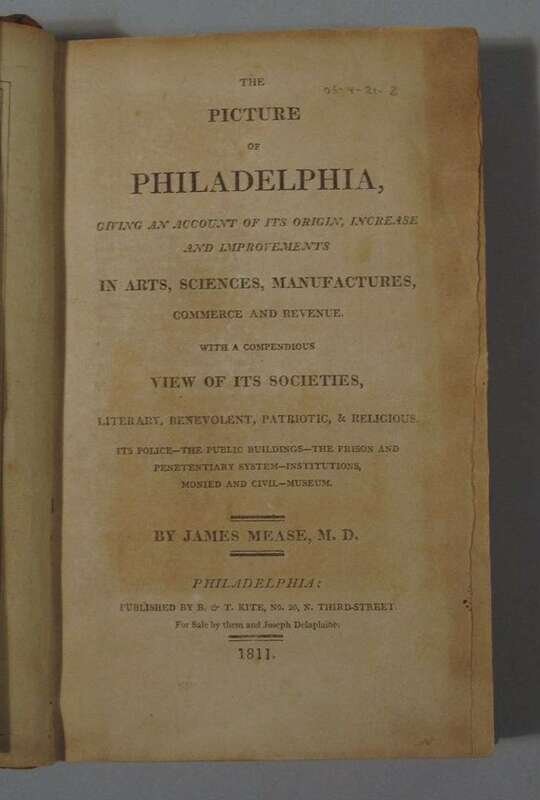 THE
PICTURE
OF
PHILADELPHIA,
GIVING AN ACCOUNT OF ITS ORIGIN, INCREASE
AND IMPROVEMENTS
IN ARTS, SCIENCES, MANUFACTURES,
COMMERCE AND REVENUE.
WITH A COMPENDIOUS
VIEW OF ITS SOCIETIES,
LITERARY, BENEVOLENT, PATRIOTIC, & RELIGIOUS.
ITS POLICE—THE PUBLIC BUILDINGS—THE PRISON AND
PENETENTIARY SYSTEM—INSTITUTIONS,
MONIED AND CIVIL—MUSEUM.
BY JAMES MEASE, M. D.
PHILADELPHIA:
PUBLISHED BY B. & T. KITE, No. 20, N. THIRD-STREET.
For Sale by them and Joseph Delaplaine.
1811.